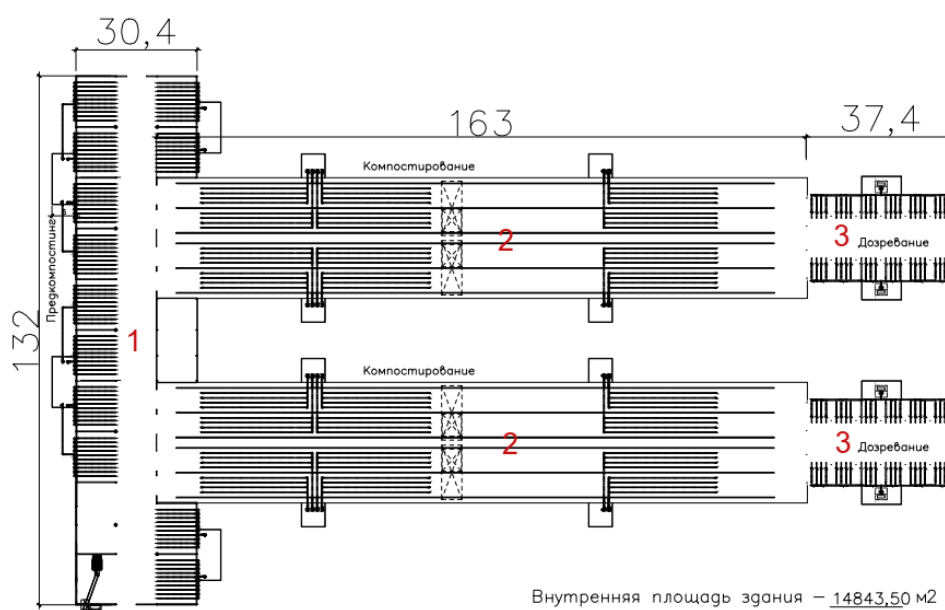 30,4
163
37,4
Компостирование
2
3 Дозревание
Предкомпостинг
132
1
Компостирование
2
3 Дозревание
Внутренняя площадь здания – 14843,50 м2